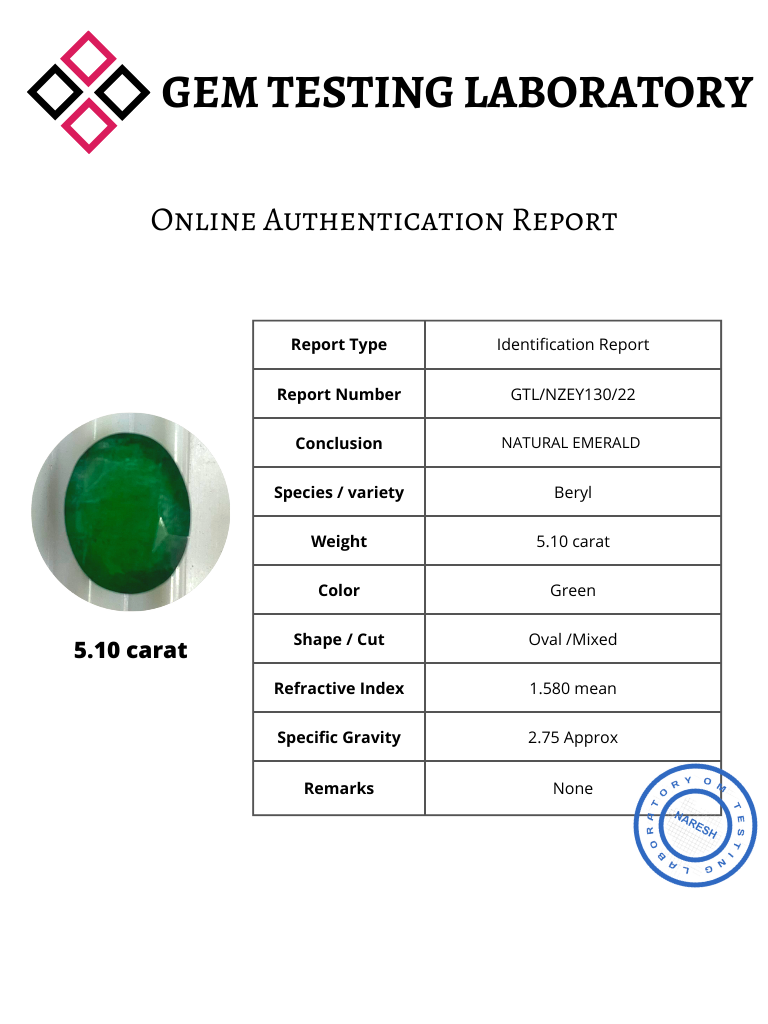 GEM TESTING LABORATORY
Online Authentication Report
Report Type Identification Report
Report Number GTL/NZEY130/22
Conclusion NATURAL EMERALD
Species / variety Beryl
Weight 5.10 carat
Color Green
Shape / Cut Oval /Mixed
Refractive Index 1.580 mean
Specific Gravity 2.75 Approx
Remarks None
5.10 carat
OM TESTING LABORATORY
NARESH